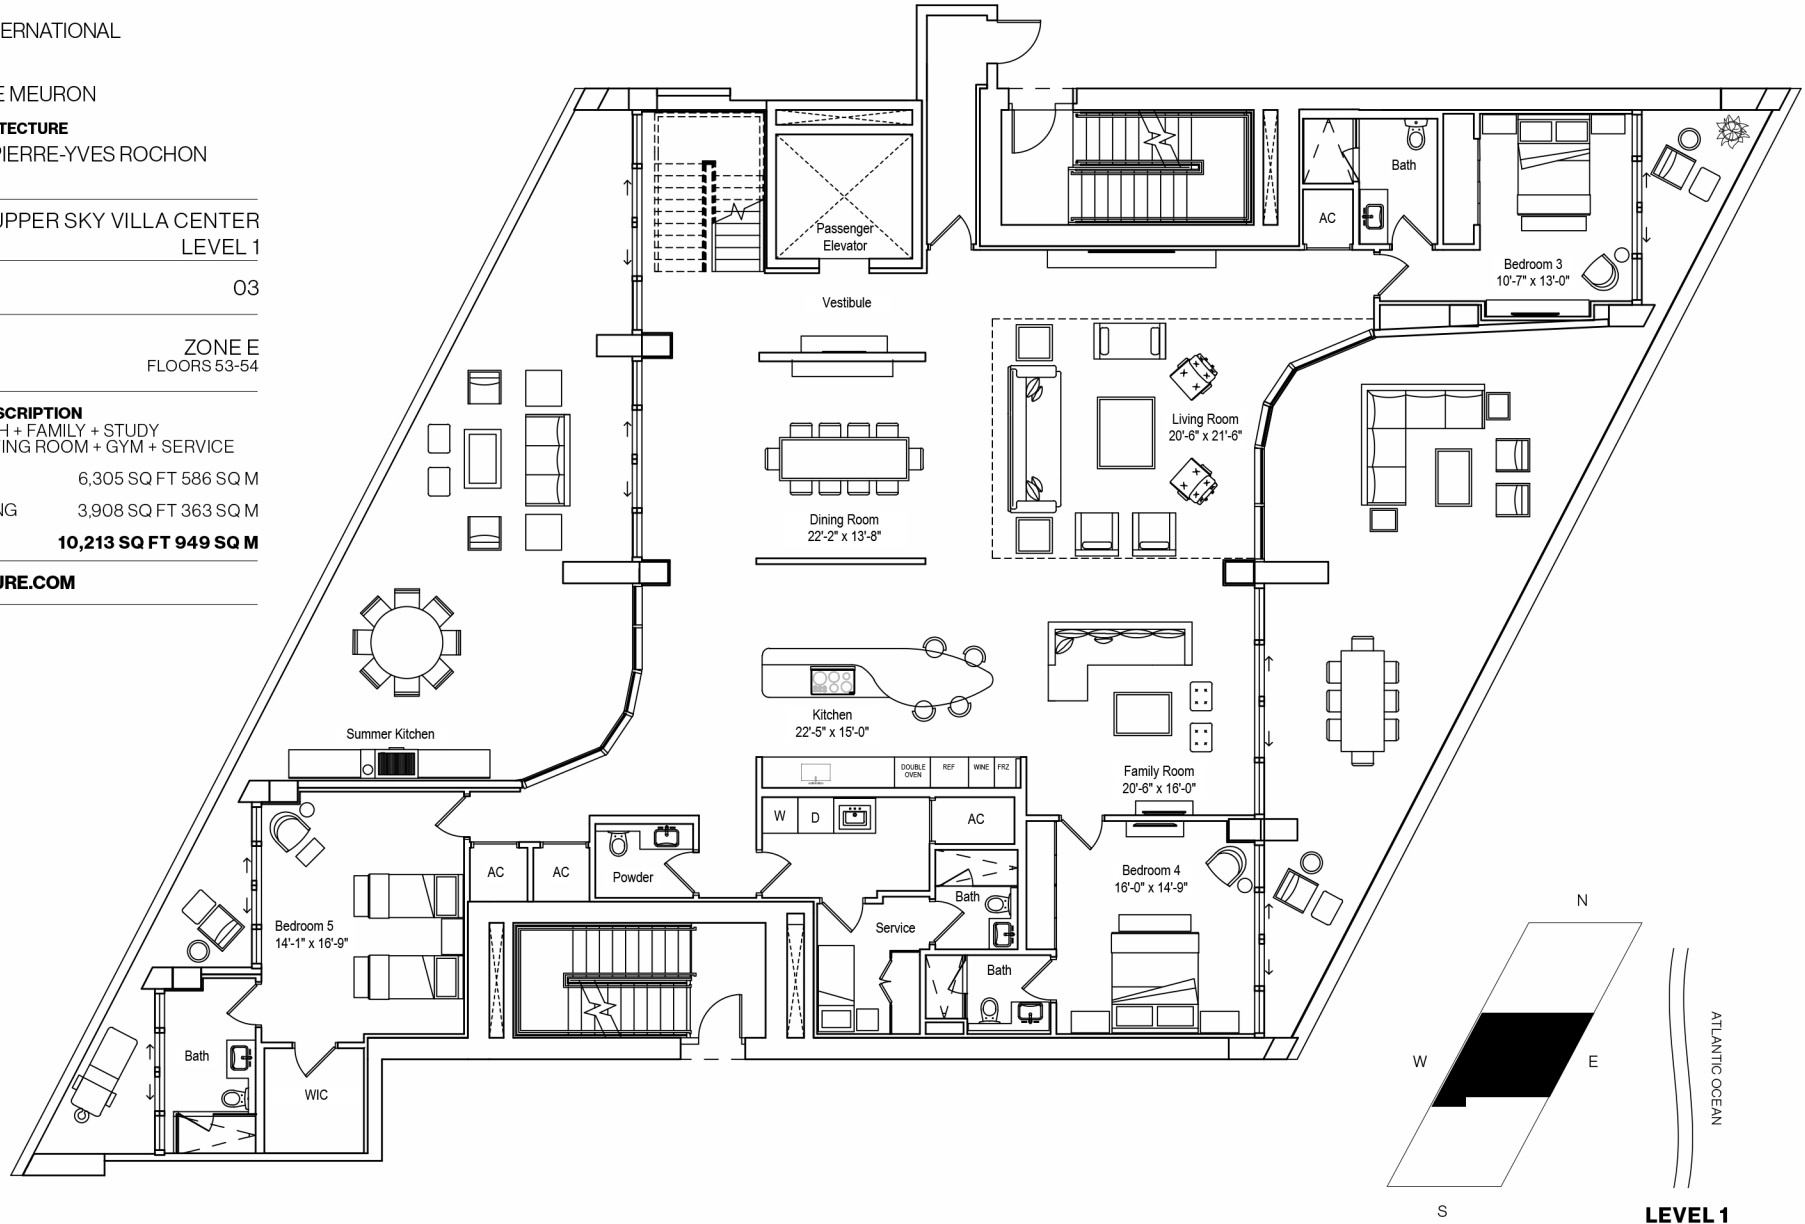 ERNATIONAL
E MEURON
TECTURE
PIERRE-YVES ROCHON
UPPER SKY VILLA CENTER
LEVEL 1
03
ZONE E
FLOORS 53-54
SCRIPTION
H + FAMILY + STUDY
ING ROOM + GYM + SERVICE
6,305 SQ FT 586 SQ M
NG 3,908 SQ FT 363 SQ M
10,213 SQ FT 949 SQ M
URE.COM
Passenger
Elevator
Vestibule
Bath
AC
Bedroom 3
10'-7" x 13'-0"
Living Room
20'-6" x 21'-6"
Dining Room
22'-2" x 13'-8"
Kitchen
22'-5" x 15'-0"
Summer Kitchen
DOUBLE
OVEN
REF
WINE
FRZ
Family Room
20'-6" x 16'-0"
W
D
AC
AC
AC
Powder
Bath
Bedroom 4
16'-0" x 14'-9"
Bedroom 5
14'-1" x 16'-9"
Service
Bath
Bath
WIC
N
W
E
S
ATLANTIC OCEAN
LEVEL 1